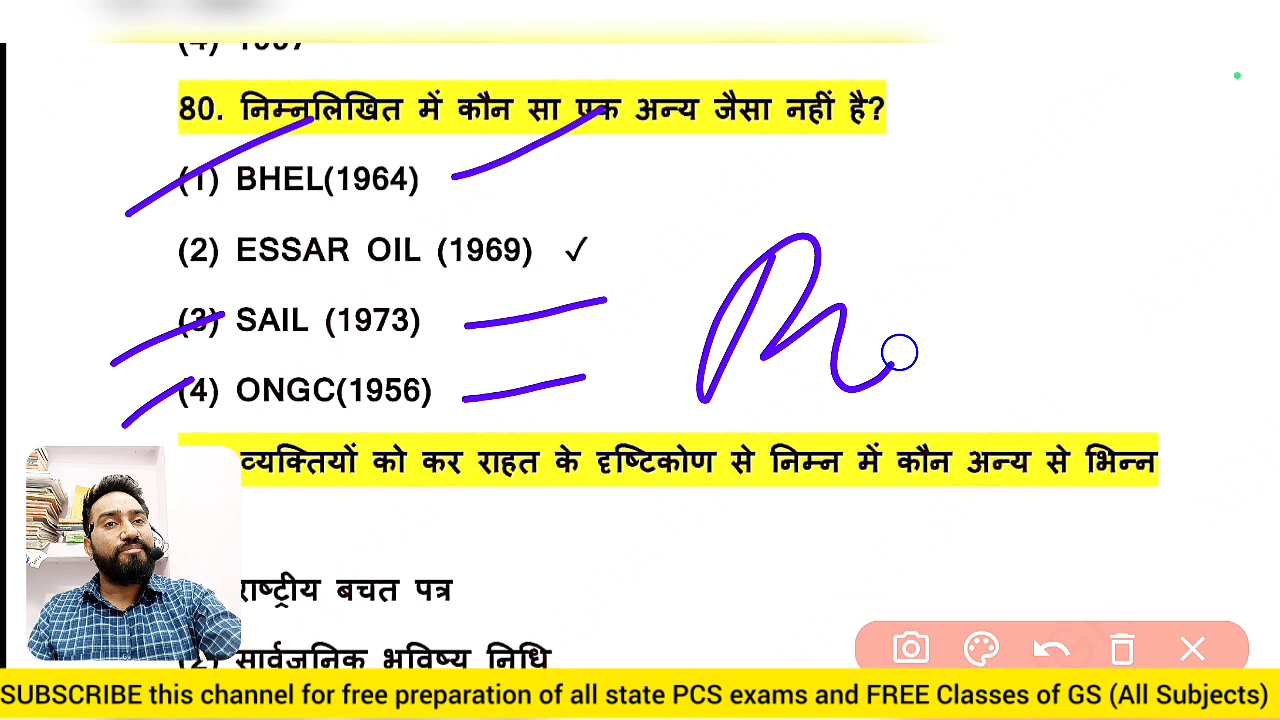 80. निम्नलिखित में कौन सा एक अन्य जैसा नहीं है?
(1) BHEL(1964)
(2) ESSAR OIL (1969) ✓
(3) SAIL (1973)
(4) ONGC(1956)
व्यक्तियों को कर राहत के दृष्टिकोण से निम्न में कौन अन्य से भिन्न
राष्ट्रीय बचत पत्र
(2) सार्वजनिक भविष्य निधि
SUBSCRIBE this channel for free preparation of all state PCS exams and FREE Classes of GS (All Subjects)